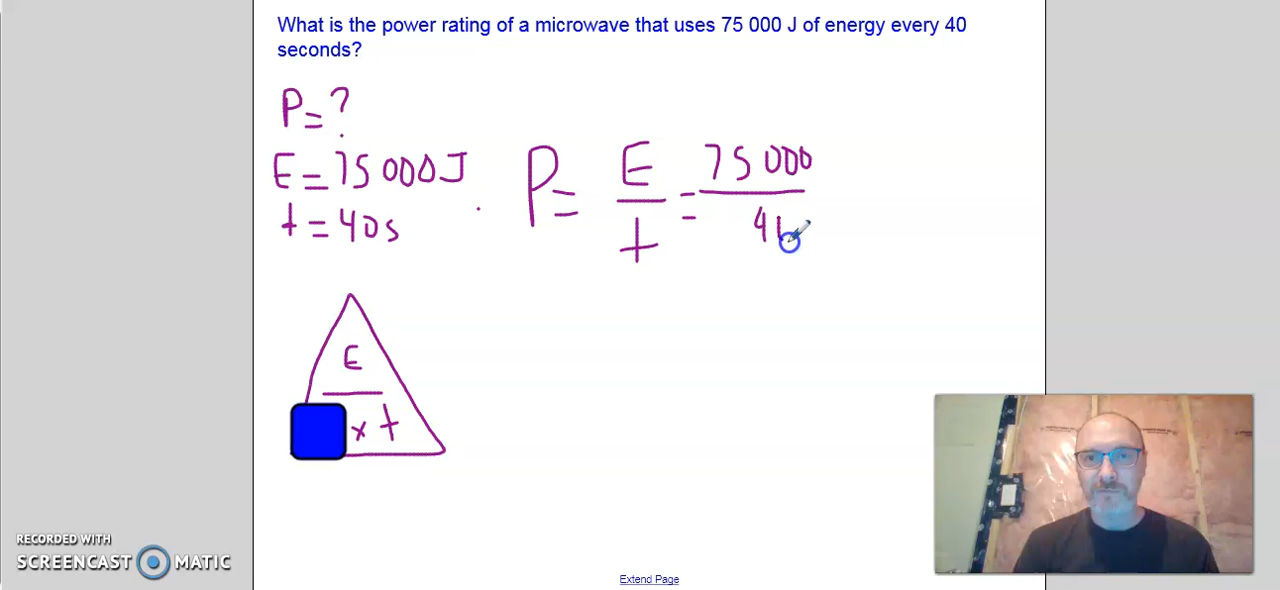 What is the power rating of a microwave that uses 75 000 J of energy every 40
seconds?
P = ?
E = 75 000 J
t = 40 s
P = E/t = 75 000/4
E
x t
RECORDED WITH
SCREENCAST MATIC
Extend Page